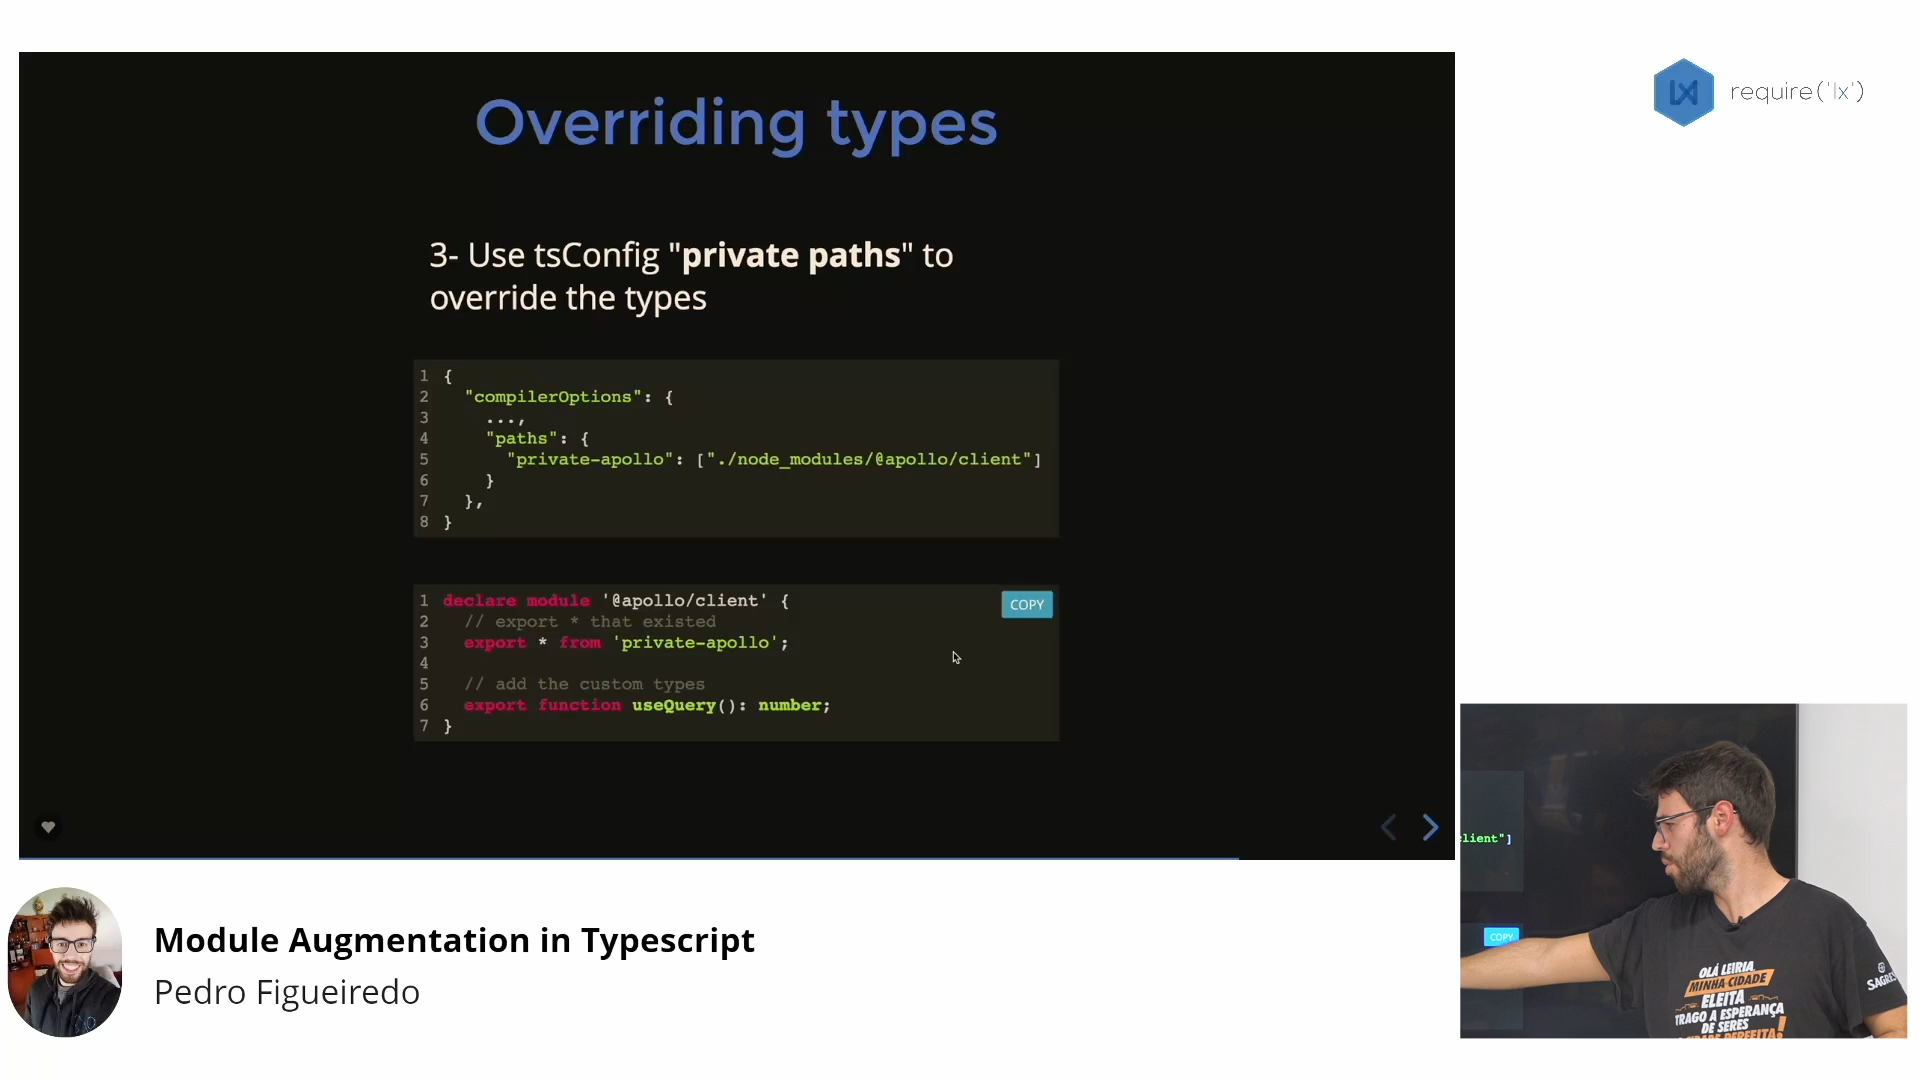 Overriding types
require('lx')
3- Use tsConfig "private paths" to
override the types
1 {
2   "compilerOptions": {
3     ...,
4     "paths": {
5       "private-apollo": ["./node_modules/@apollo/client"]
6     }
7   },
8 }
1 declare module '@apollo/client' {
2   // export * that existed
3   export * from 'private-apollo';
4
5   // add the custom types
6   export function useQuery(): number;
7 }
COPY
Module Augmentation in Typescript
Pedro Figueiredo
client"]
COPY
OLÁ LEIRIA
MINHA CIDADE
ELEITA
TRAGO A ESPERANÇA
DE SERES
CIDADE PERFEITA!